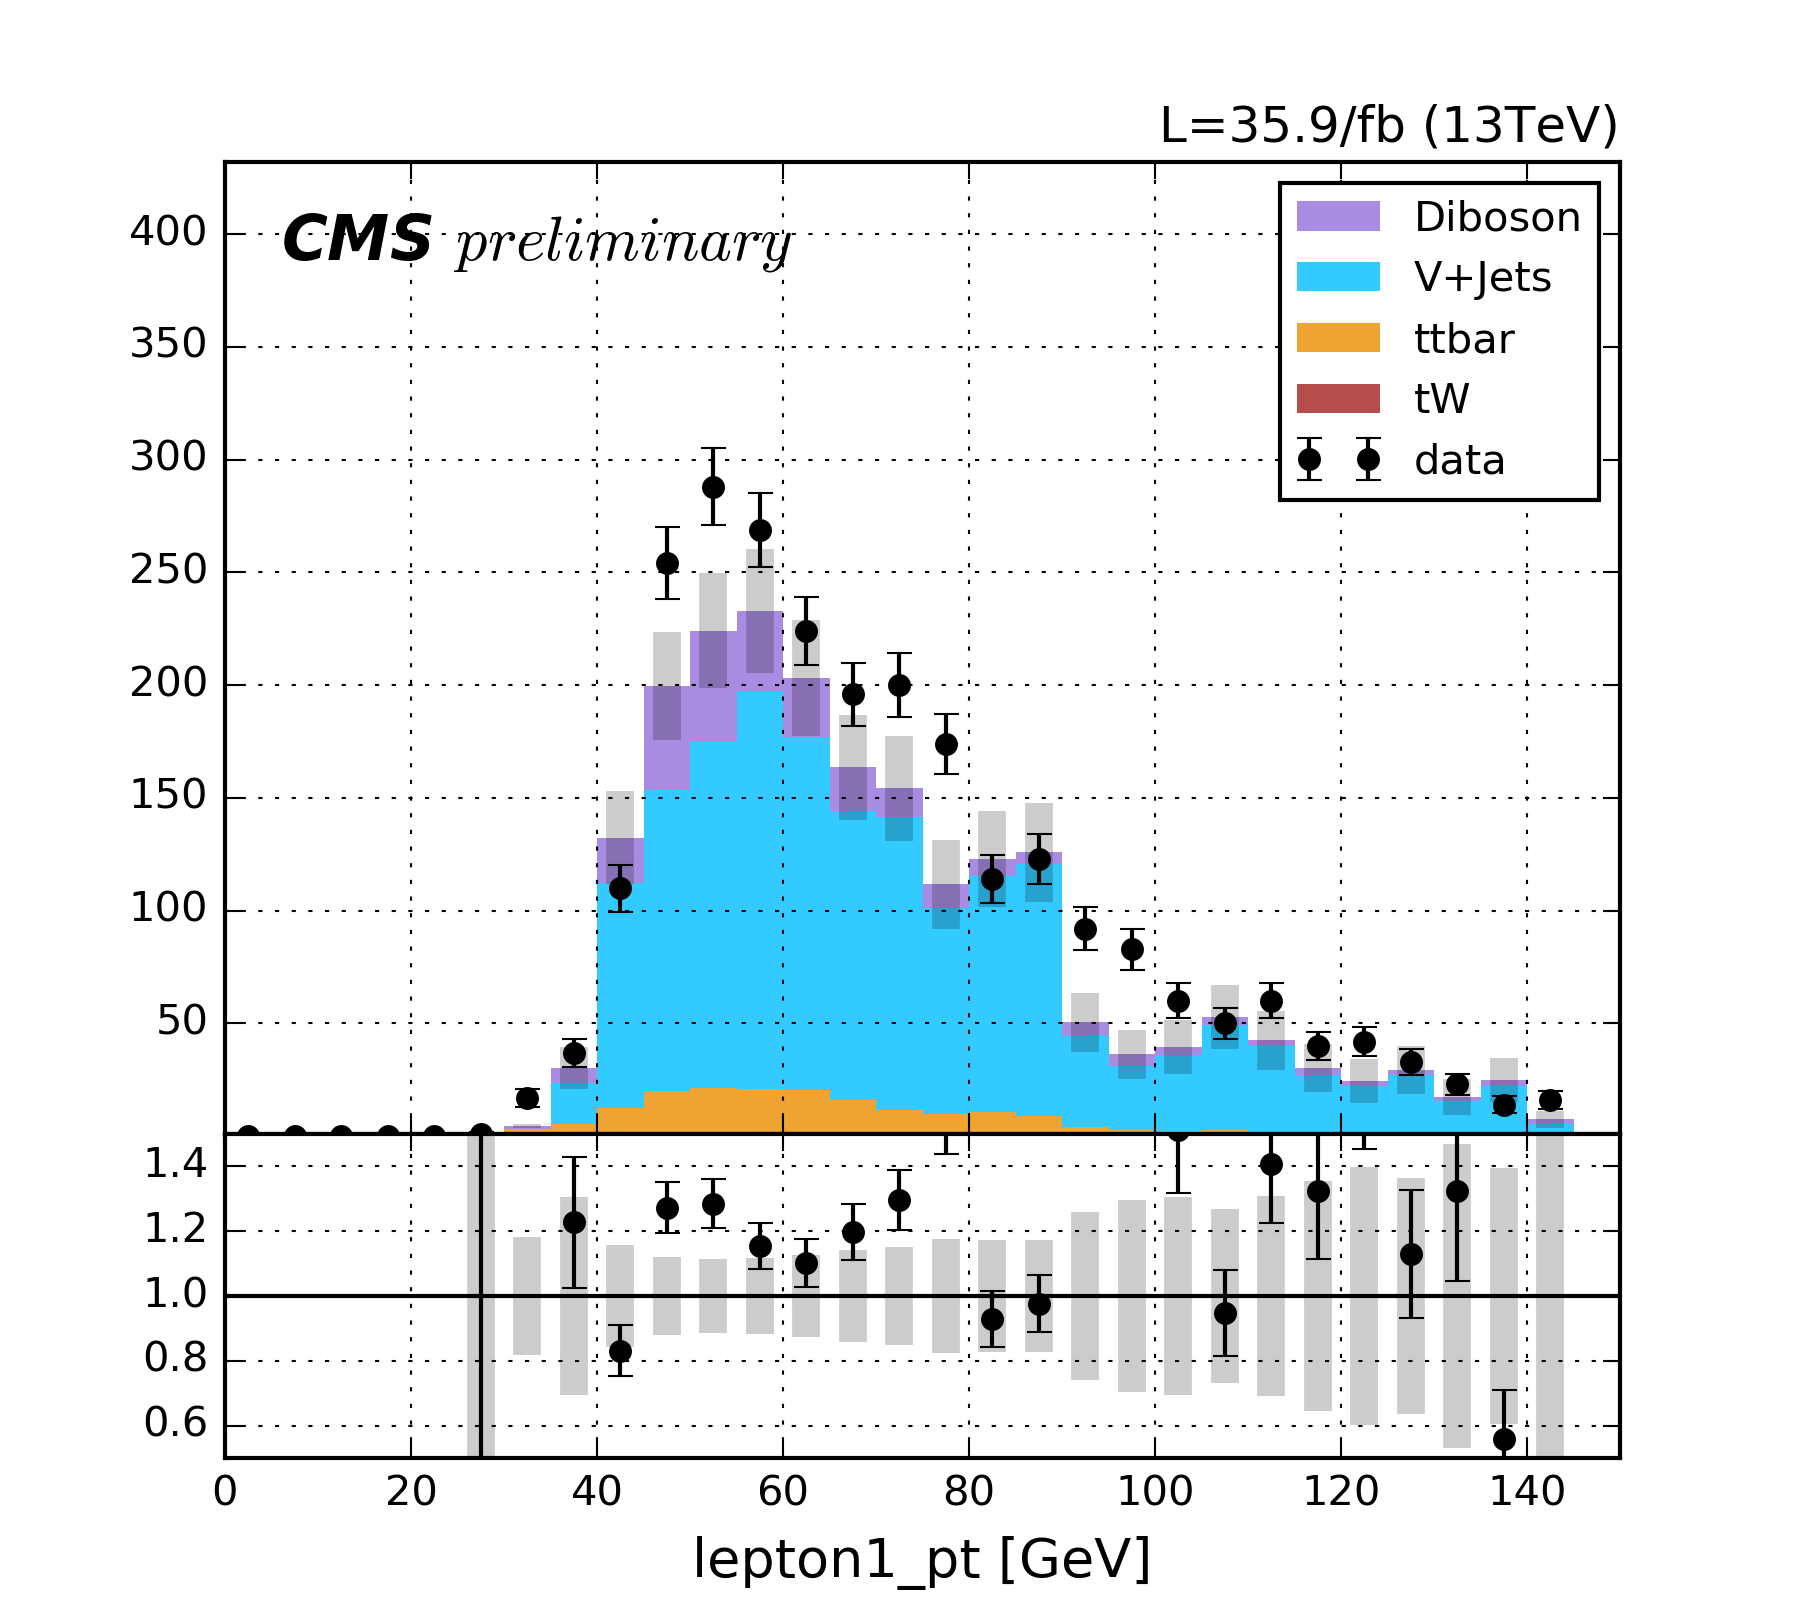 L=35.9/fb (13TeV)
CMS preliminary
Diboson
V+Jets
ttbar
tW
data
400
350
300
250
200
150
100
50
1.4
1.2
1.0
0.8
0.6
0 20 40 60 80 100 120 140
lepton1_pt [GeV]